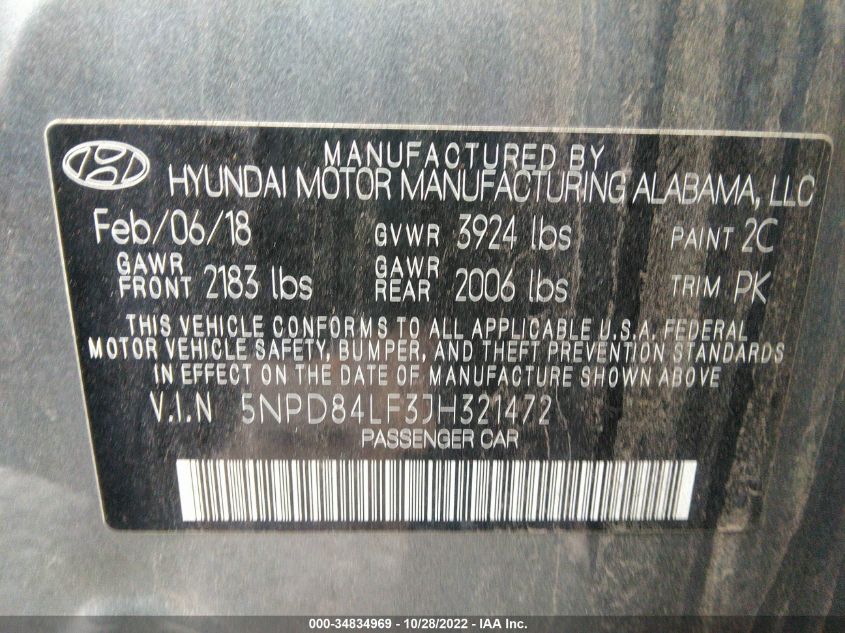 MANUFACTURED BY
HYUNDAI MOTOR MANUFACTURING ALABAMA, LLC
Feb/06/18 GVWR 3924 lbs PAINT 2C
GAWR FRONT 2183 lbs GAWR REAR 2006 lbs TRIM PK
THIS VEHICLE CONFORMS TO ALL APPLICABLE U.S.A. FEDERAL
MOTOR VEHICLE SAFETY, BUMPER, AND THEFT PREVENTION STANDARDS
IN EFFECT ON THE DATE OF MANUFACTURE SHOWN ABOVE
V.I.N 5NPD84LF3JH321472
PASSENGER CAR
000-34834969 - 10/28/2022 - IAA Inc.